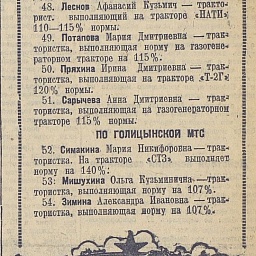 48. Леснов Афанасий Кузьмич — тракто-
рист. выполняющий на тракторе «НАТИ»
110—115% нормы.
49. Потапова Мария Дмитриевна — трак-
тористка, выполняющая норму на газогене-
раторном тракторе на 115%.
50. Пряхина Ирина Дмитриевна — трак-
тористка, выполняющая на тракторе «Т-2Г»
120% нормы.
51. Сарычева Анна Дмитриевна — трак-
тористка, выполняющая на газогенераторном
тракторе 115% нормы.
ПО ГОЛИЦЫНСКОЙ МТС
52. Симакина Мария Никифоровна — трак-
тористка. На тракторе «СТЗ» выполняет
норму на 140%.
53. Мишухина Ольга Кузьминична — трак-
тористка, выполняющая норму на 107%.
54. Зимина Александра Ивановна — трак-
тористка, выполняющая норму на 107%.